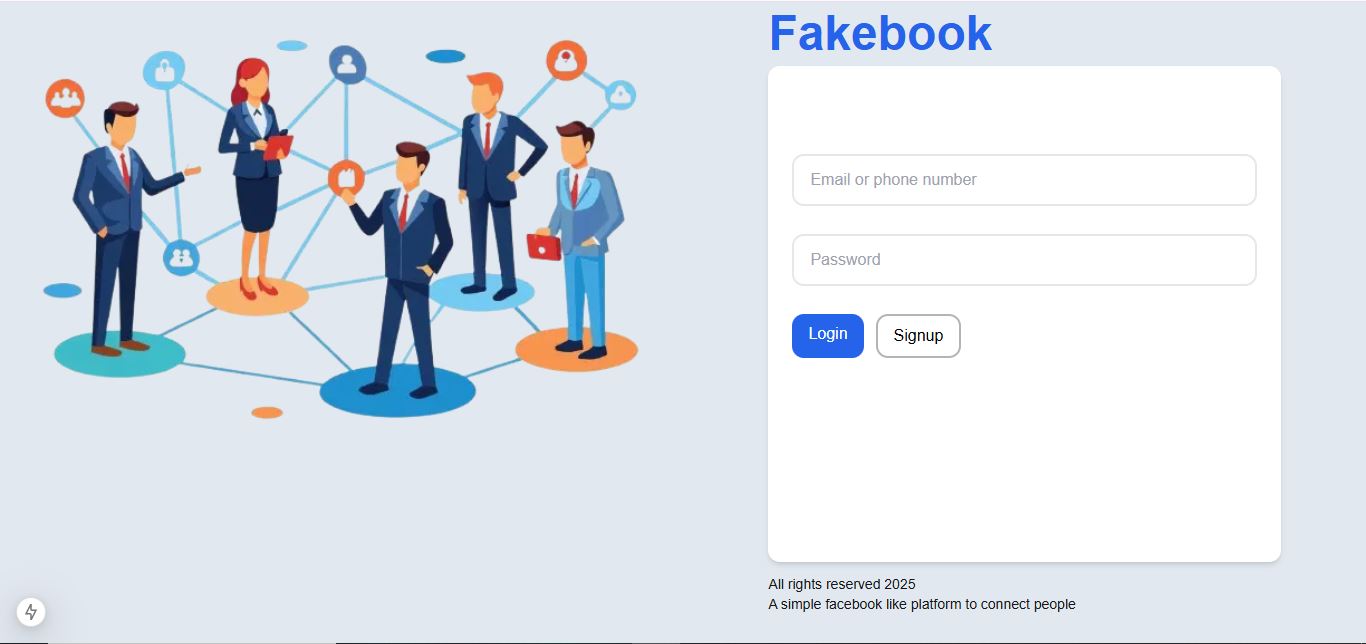 Fakebook
Email or phone number
Password
Login Signup
All rights reserved 2025
A simple facebook like platform to connect people